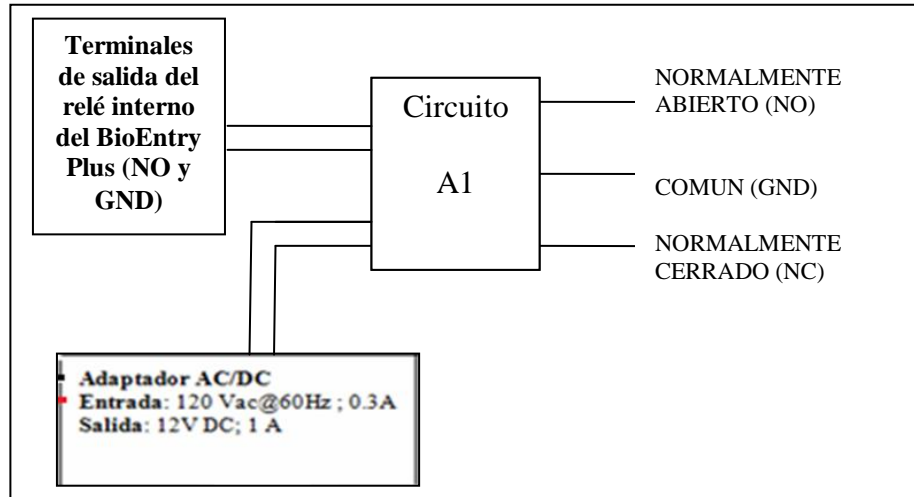 Terminales
de salida del
relé interno
del BioEntry
Plus (NO y
GND)
Circuito
A1
NORMALMENTE
ABIERTO (NO)
COMUN (GND)
NORMALMENTE
CERRADO (NC)
Adaptador AC/DC
Entrada: 120 Vac@60Hz ; 0.3A
Salida: 12V DC; 1 A